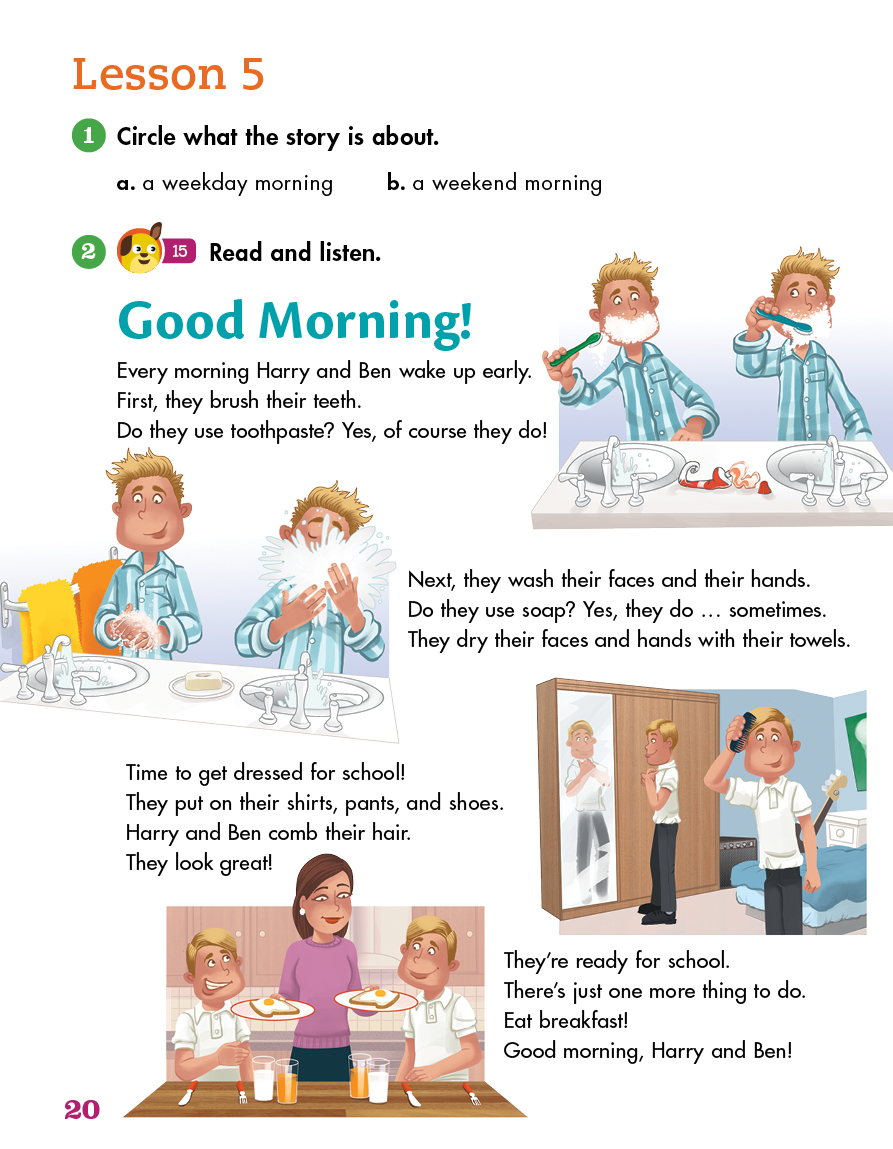 Lesson 5
1 Circle what the story is about.
a. a weekday morning b. a weekend morning
2 15 Read and listen.
Good Morning!
Every morning Harry and Ben wake up early.
First, they brush their teeth.
Do they use toothpaste? Yes, of course they do!
Next, they wash their faces and their hands.
Do they use soap? Yes, they do ... sometimes.
They dry their faces and hands with their towels.
Time to get dressed for school!
They put on their shirts, pants, and shoes.
Harry and Ben comb their hair.
They look great!
They're ready for school.
There's just one more thing to do.
Eat breakfast!
Good morning, Harry and Ben!
20